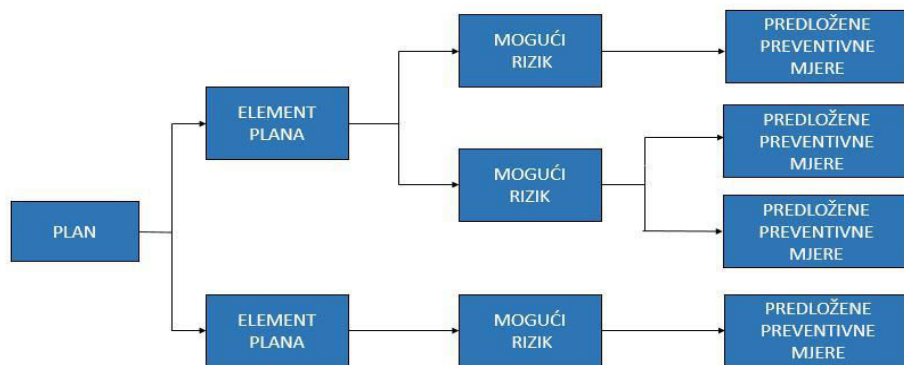 PLAN
ELEMENT
PLANA
MOGUĆI
RIZIK
PREDLOŽENE
PREVENTIVNE
MJERE
MOGUĆI
RIZIK
PREDLOŽENE
PREVENTIVNE
MJERE
PREDLOŽENE
PREVENTIVNE
MJERE
ELEMENT
PLANA
MOGUĆI
RIZIK
PREDLOŽENE
PREVENTIVNE
MJERE